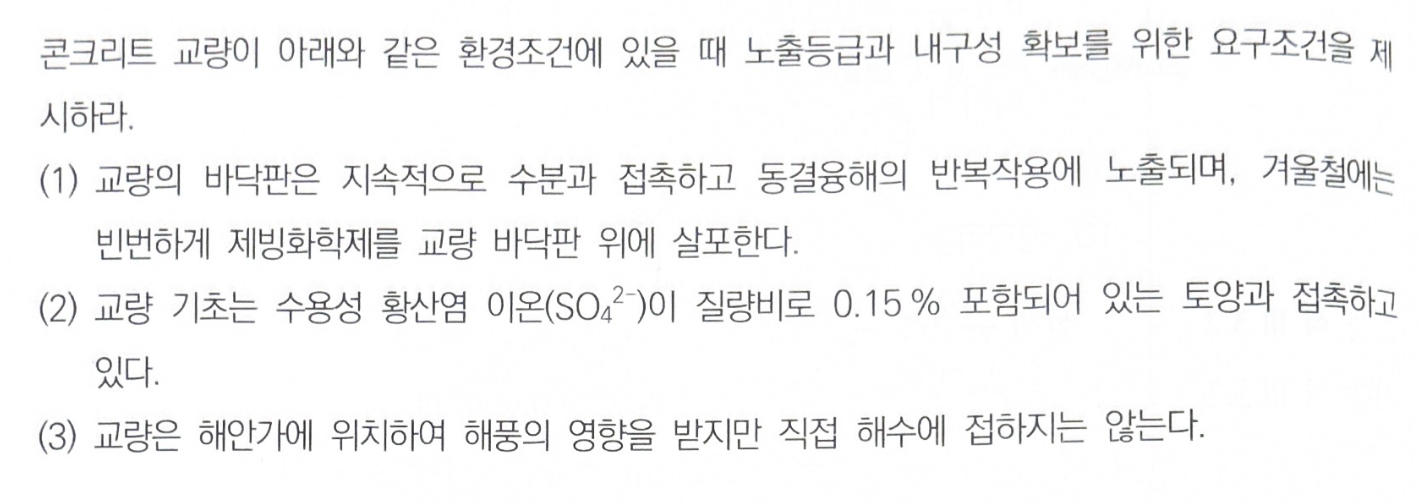 콘크리트 교량이 아래와 같은 환경조건에 있을 때 노출등급과 내구성 확보를 위한 요구조건을 제
시하라.
(1) 교량의 바닥판은 지속적으로 수분과 접촉하고 동결융해의 반복작용에 노출되며, 겨울철에는
빈번하게 제빙화학제를 교량 바닥판 위에 살포한다.
(2) 교량 기초는 수용성 황산염 이온(SO₄²⁻)이 질량비로 0.15 % 포함되어 있는 토양과 접촉하고
있다.
(3) 교량은 해안가에 위치하여 해풍의 영향을 받지만 직접 해수에 접하지는 않는다.